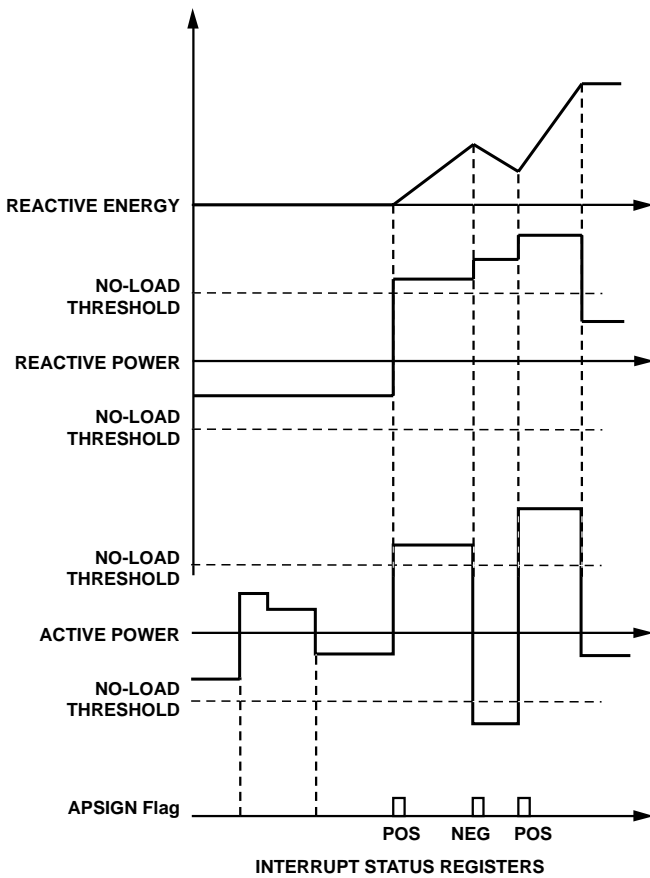 REACTIVE ENERGY
NO-LOAD
THRESHOLD
REACTIVE POWER
NO-LOAD
THRESHOLD
NO-LOAD
THRESHOLD
ACTIVE POWER
NO-LOAD
THRESHOLD
APSIGN Flag
POS NEG POS
INTERRUPT STATUS REGISTERS